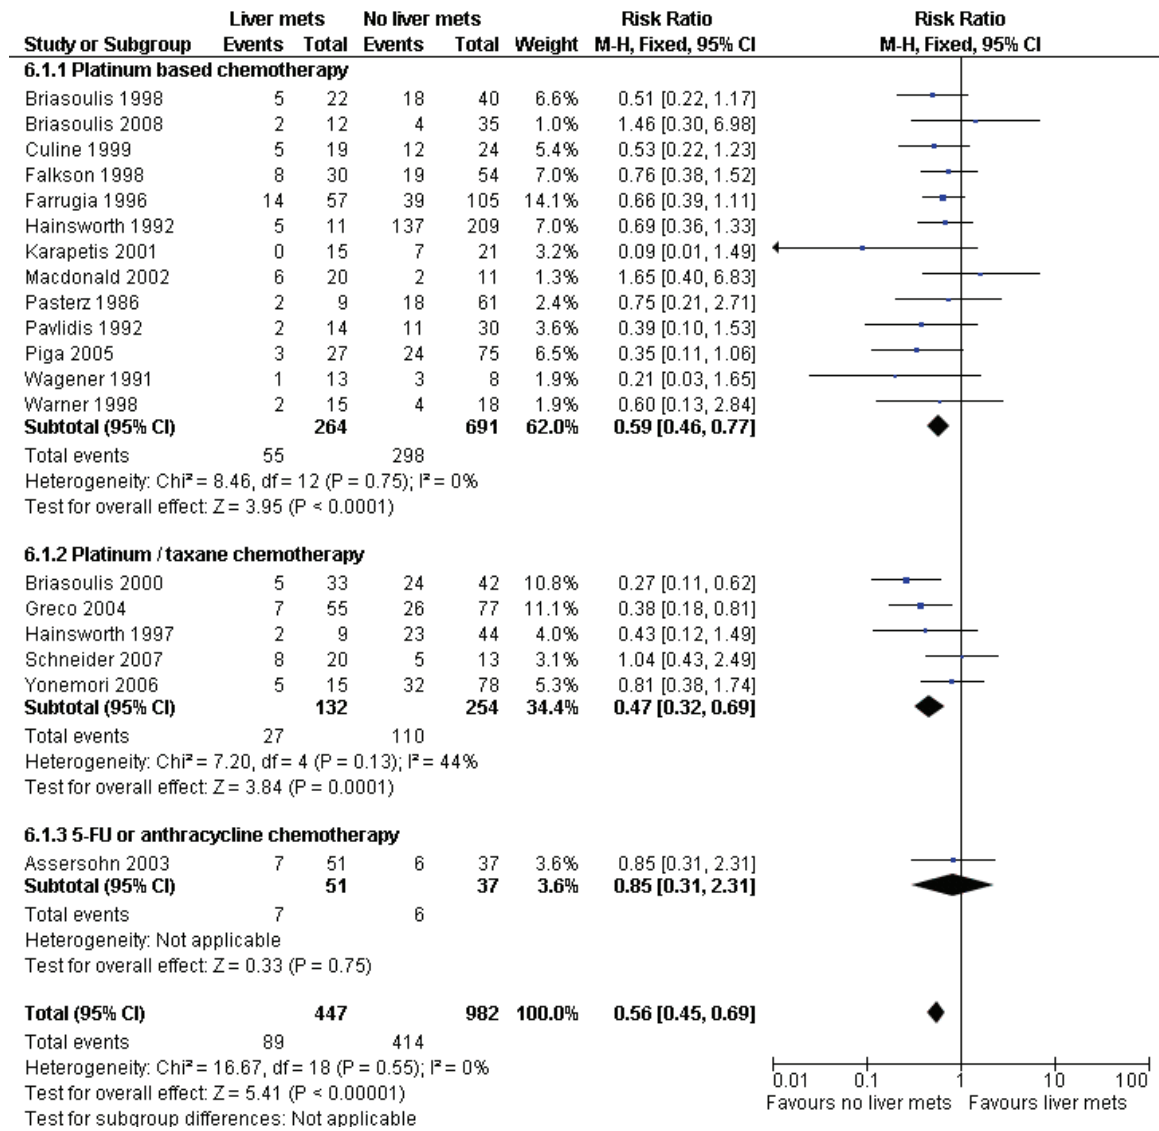 Liver mets No liver mets Risk Ratio Risk Ratio
Study or Subgroup Events Total Events Total Weight M-H, Fixed, 95% CI M-H, Fixed, 95% CI
6.1.1 Platinum based chemotherapy
Briasoulis 1998 5 22 18 40 6.6% 0.51 [0.22, 1.17]
Briasoulis 2008 2 12 4 35 1.0% 1.46 [0.30, 6.98]
Culine 1999 5 19 12 24 5.4% 0.53 [0.22, 1.23]
Falkson 1998 8 30 19 54 7.0% 0.76 [0.38, 1.52]
Farrugia 1996 14 57 39 105 14.1% 0.66 [0.39, 1.11]
Hainsworth 1992 5 11 137 209 7.0% 0.69 [0.36, 1.33]
Karapetis 2001 0 15 7 21 3.2% 0.09 [0.01, 1.49]
Macdonald 2002 6 20 2 11 1.3% 1.65 [0.40, 6.83]
Pasterz 1986 2 9 18 61 2.4% 0.75 [0.21, 2.71]
Pavlidis 1992 2 14 11 30 3.6% 0.39 [0.10, 1.53]
Piga 2005 3 27 24 75 6.5% 0.35 [0.11, 1.06]
Wagener 1991 1 13 3 8 1.9% 0.21 [0.03, 1.65]
Warner 1998 2 15 4 18 1.9% 0.60 [0.13, 2.84]
Subtotal (95% CI) 264 691 62.0% 0.59 [0.46, 0.77]
Total events 55 298
Heterogeneity: Chi² = 8.46, df = 12 (P = 0.75); I² = 0%
Test for overall effect: Z = 3.95 (P < 0.0001)
6.1.2 Platinum / taxane chemotherapy
Briasoulis 2000 5 33 24 42 10.8% 0.27 [0.11, 0.62]
Greco 2004 7 55 26 77 11.1% 0.38 [0.18, 0.81]
Hainsworth 1997 2 9 23 44 4.0% 0.43 [0.12, 1.49]
Schneider 2007 8 20 5 13 3.1% 1.04 [0.43, 2.49]
Yonemori 2006 5 15 32 78 5.3% 0.81 [0.38, 1.74]
Subtotal (95% CI) 132 254 34.4% 0.47 [0.32, 0.69]
Total events 27 110
Heterogeneity: Chi² = 7.20, df = 4 (P = 0.13); I² = 44%
Test for overall effect: Z = 3.84 (P = 0.0001)
6.1.3 5-FU or anthracycline chemotherapy
Assersohn 2003 7 51 6 37 3.6% 0.85 [0.31, 2.31]
Subtotal (95% CI) 51 37 3.6% 0.85 [0.31, 2.31]
Total events 7 6
Heterogeneity: Not applicable
Test for overall effect: Z = 0.33 (P = 0.75)
Total (95% CI) 447 982 100.0% 0.56 [0.45, 0.69]
Total events 89 414
Heterogeneity: Chi² = 16.67, df = 18 (P = 0.55); I² = 0%
Test for overall effect: Z = 5.41 (P < 0.00001)
Test for subgroup differences: Not applicable
0.01 0.1 1 10 100
Favours no liver mets Favours liver mets